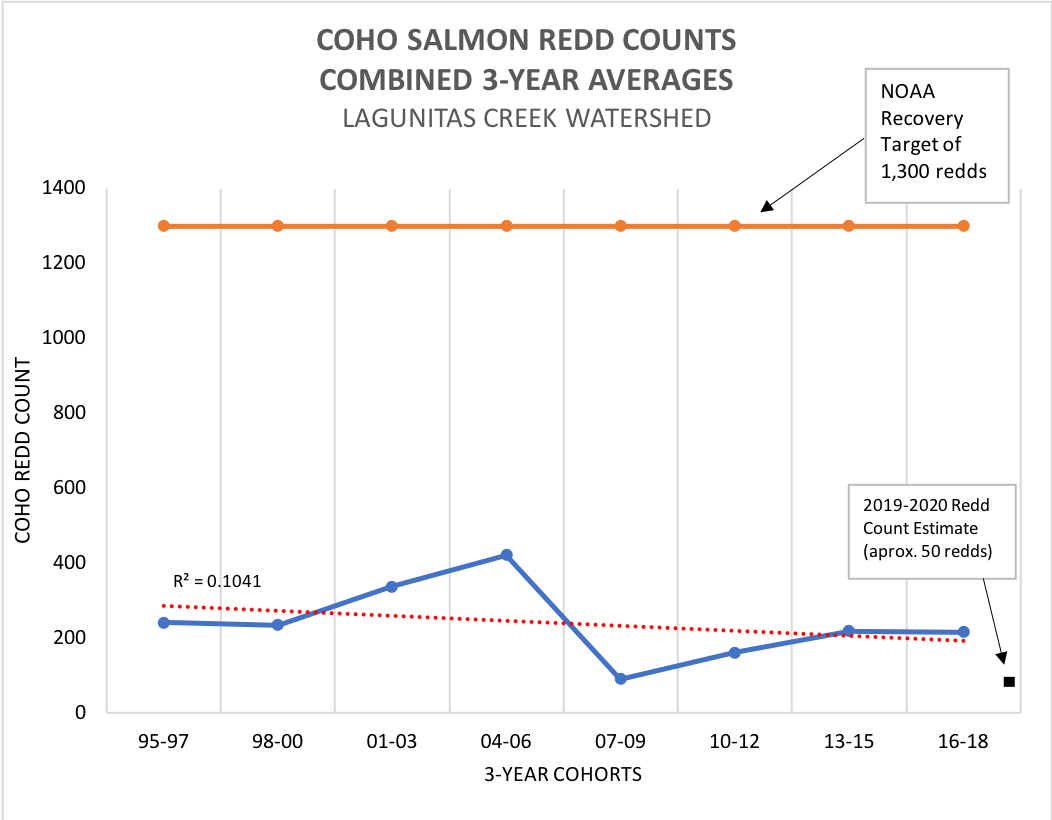 COHO SALMON REDD COUNTS
COMBINED 3-YEAR AVERAGES
LAGUNITAS CREEK WATERSHED
NOAA
Recovery
Target of
1,300 redds
1400
1200
1000
800
600
400
200
0
COHO REDD COUNT
R² = 0.1041
2019-2020 Redd
Count Estimate
(aprox. 50 redds)
95-97 98-00 01-03 04-06 07-09 10-12 13-15 16-18
3-YEAR COHORTS